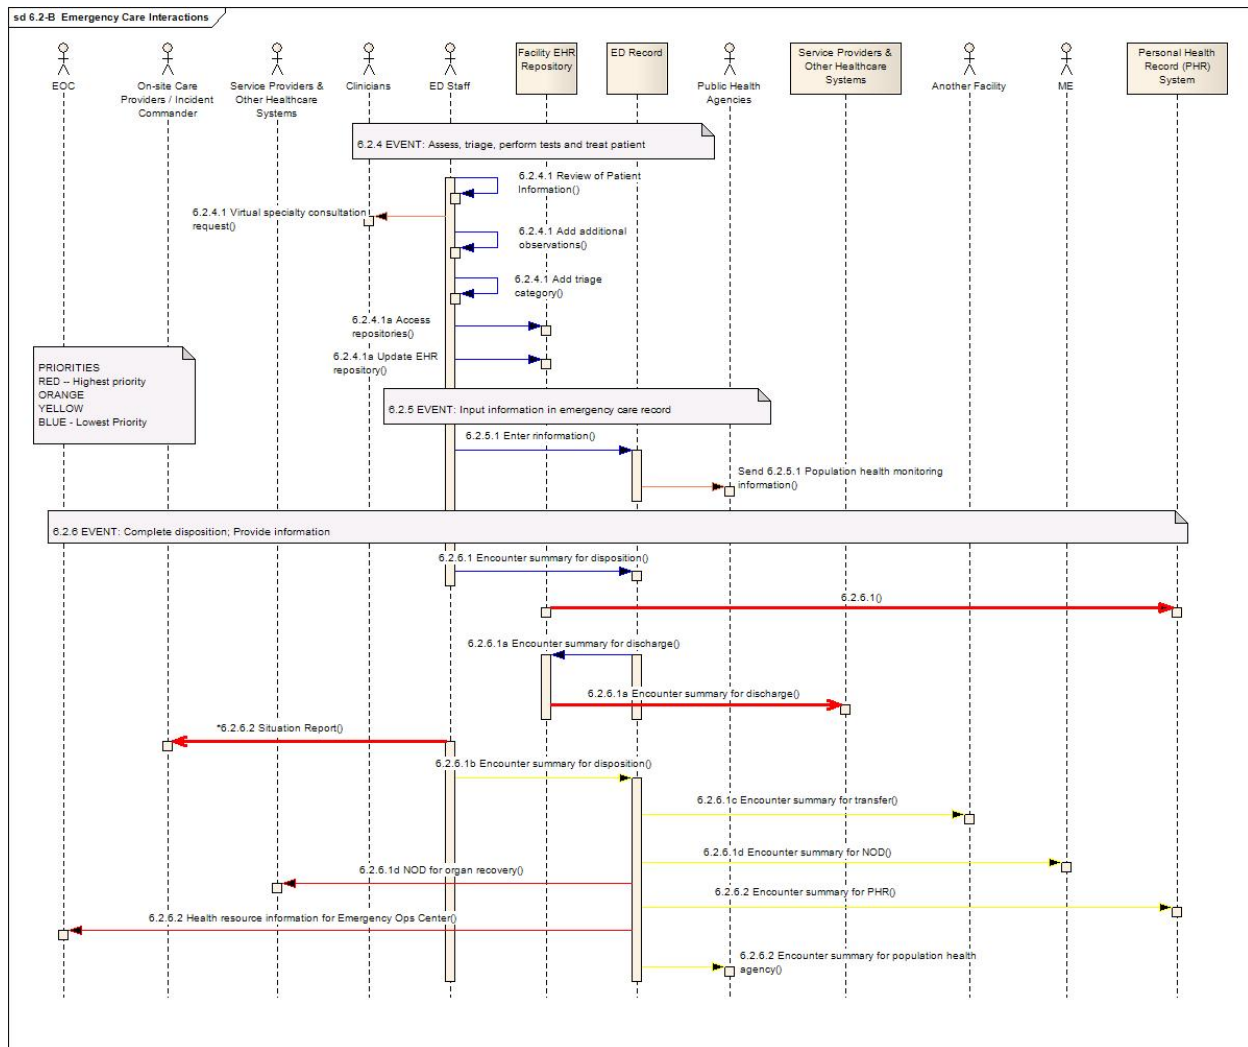 sd 6.2-B  Emergency Care Interactions
EOC
On-site Care
Providers / Incident
Commander
Service Providers &
Other Healthcare
Systems
Clinicians
ED Staff
Facility EHR
Repository
ED Record
Public Health
Agencies
Service Providers &
Other Healthcare
Systems
Another Facility
ME
Personal Health
Record (PHR)
System
6.2.4 EVENT: Assess, triage, perform tests and treat patient
6.2.4.1 Review of Patient
Information()
6.2.4.1 Virtual specialty consultation
request()
6.2.4.1 Add additional
observations()
6.2.4.1 Add triage
category()
6.2.4.1a Access
repositories()
6.2.4.1a Update EHR
repository()
PRIORITIES
RED -- Highest priority
ORANGE
YELLOW
BLUE - Lowest Priority
6.2.5 EVENT: Input information in emergency care record
6.2.5.1 Enter rinformation()
Send 6.2.5.1 Population health monitoring
information()
6.2.6 EVENT: Complete disposition; Provide information
6.2.6.1 Encounter summary for disposition()
6.2.6.1()
6.2.6.1a Encounter summary for discharge()
6.2.6.1a Encounter summary for discharge()
*6.2.6.2 Situation Report()
6.2.6.1b Encounter summary for disposition()
6.2.6.1c Encounter summary for transfer()
6.2.6.1d Encounter summary for NOD()
6.2.6.1d NOD for organ recovery()
6.2.6.2 Encounter summary for PHR()
6.2.6.2 Health resource information for Emergency Ops Center()
6.2.6.2 Encounter summary for population health
agency()